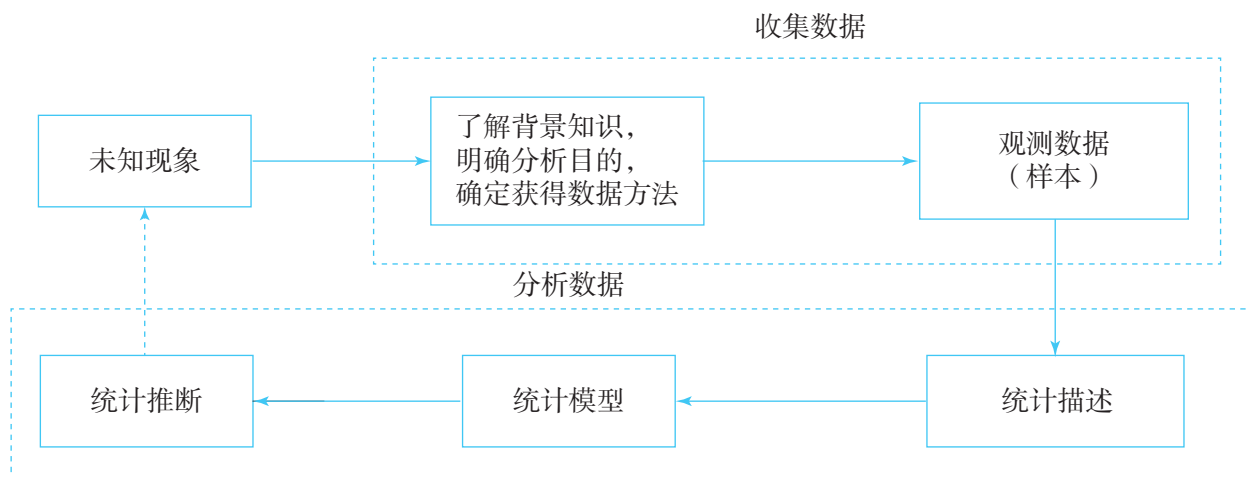 收集数据
未知现象
了解背景知识，
明确分析目的，
确定获得数据方法
观测数据
（样本）
分析数据
统计推断
统计模型
统计描述